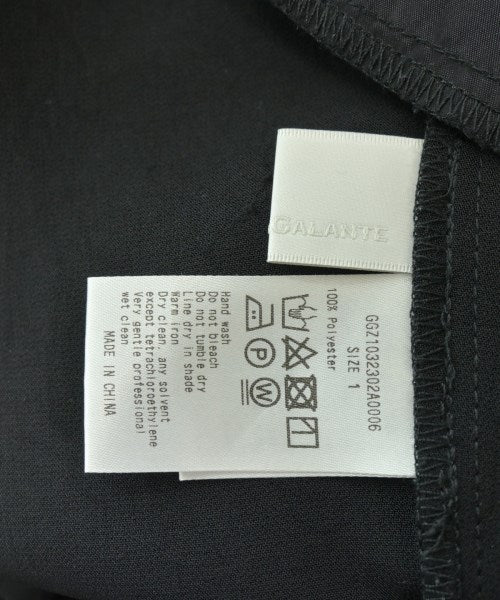 GALANTE
GG71032302A0006
SIZE 1
100% Polyester
P
W
Hand wash
Do not bleach
Do not tumble dry
Line dry in shade
Warm iron
Dry clean, any solvent
except tetrachloroethylene
Very gentle professional
wet clean
MADE IN CHINA